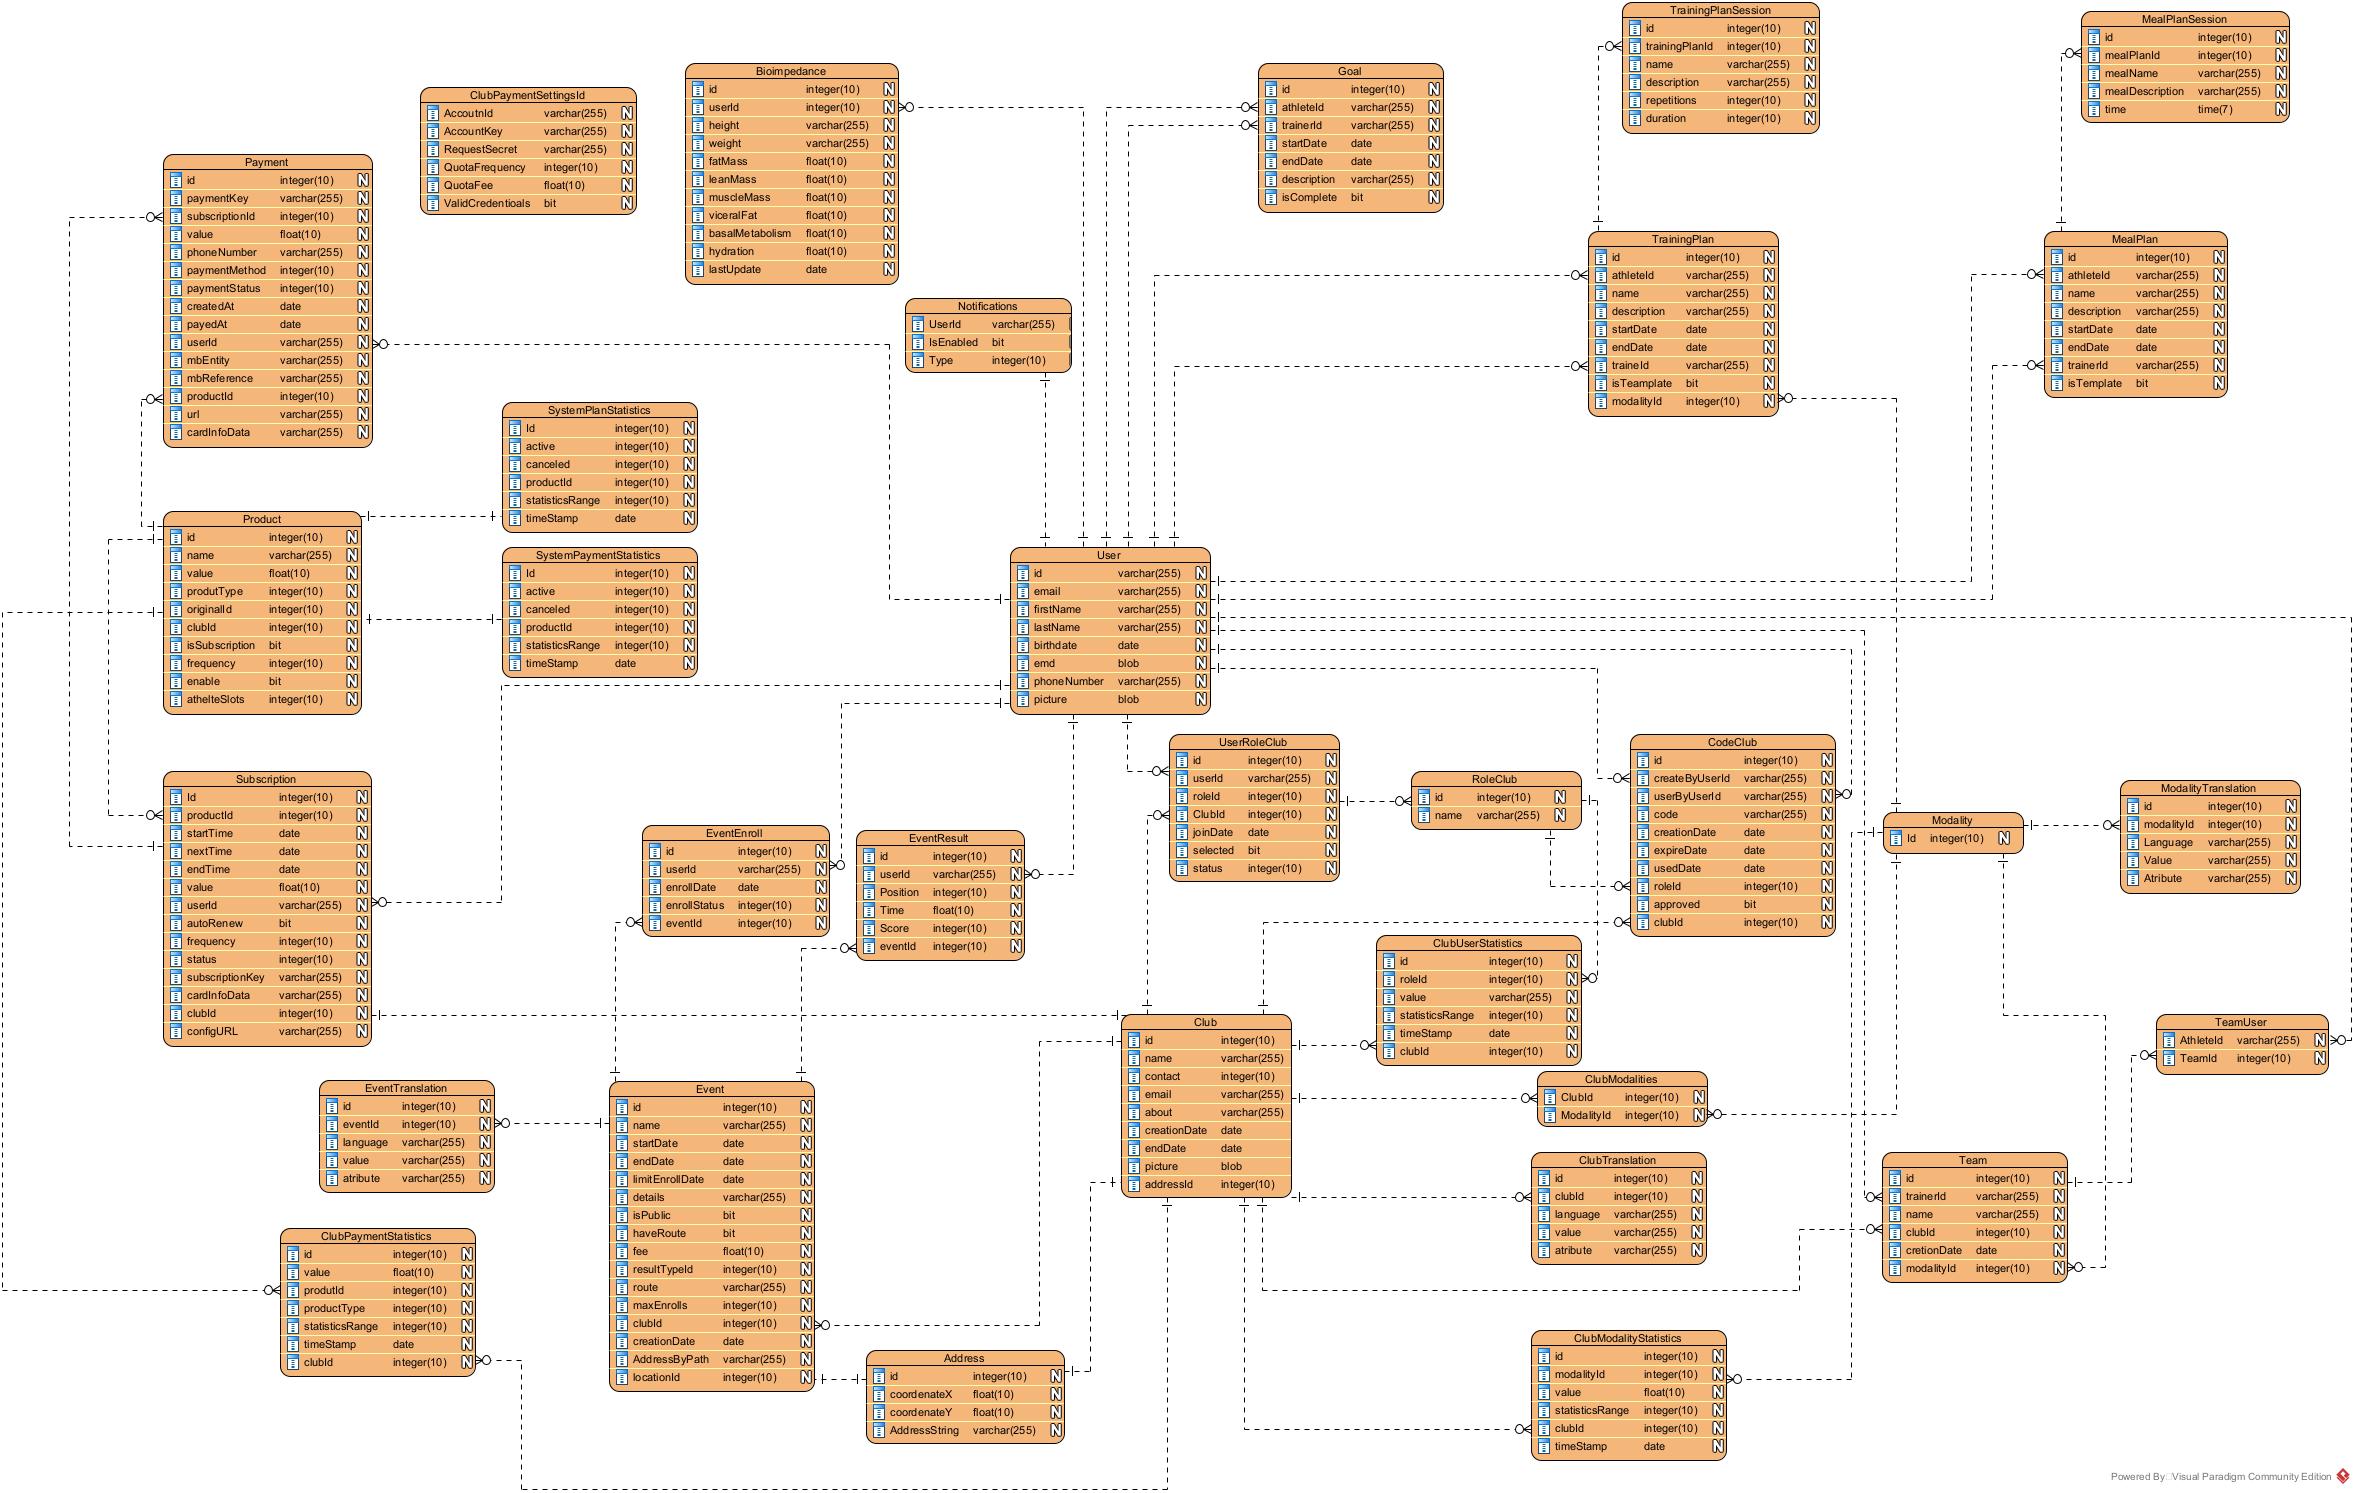 TrainingPlanSession
id integer(10) N
trainingPlanId integer(10) N
name varchar(255) N
description varchar(255) N
repetitions integer(10) N
duration integer(10) N
MealPlanSession
id integer(10) N
mealPlanId integer(10) N
mealName varchar(255) N
mealDescription varchar(255) N
time time(7) N
Bioimpedance
id integer(10) N
userId integer(10) N
height varchar(255) N
weight varchar(255) N
fatMass float(10) N
leanMass float(10) N
muscleMass float(10) N
viceralFat float(10) N
basalMetabolism float(10) N
hydration float(10) N
lastUpdate date N
Goal
id integer(10) N
athleteId varchar(255) N
trainerId varchar(255) N
startDate date N
endDate date N
description varchar(255) N
isComplete bit N
ClubPaymentSettingsId
AccoutnId varchar(255) N
AccountKey varchar(255) N
RequestSecret varchar(255) N
QuotaFrequency integer(10) N
QuotaFee float(10) N
ValidCredentioals bit N
Payment
id integer(10) N
paymentKey varchar(255) N
subscriptionId integer(10) N
value float(10) N
phoneNumber varchar(255) N
paymentMethod integer(10) N
paymentStatus integer(10) N
createdAt date N
payedAt date N
userId varchar(255) N
mbEntity varchar(255) N
mbReference varchar(255) N
productId integer(10) N
url varchar(255) N
cardInfoData varchar(255) N
TrainingPlan
id integer(10) N
athleteId varchar(255) N
name varchar(255) N
description varchar(255) N
startDate date N
endDate date N
traineId varchar(255) N
isTeamplate bit N
modalityId integer(10) N
MealPlan
id integer(10) N
athleteId varchar(255) N
name varchar(255) N
description varchar(255) N
startDate date N
endDate date N
trainerId varchar(255) N
isTemplate bit N
Notifications
UserId varchar(255)
IsEnabled bit
Type integer(10)
SystemPlanStatistics
Id integer(10) N
active integer(10) N
canceled integer(10) N
productId integer(10) N
statisticsRange integer(10) N
timeStamp date N
Product
id integer(10) N
name varchar(255) N
value float(10) N
produtType integer(10) N
originalId integer(10) N
clubId integer(10) N
isSubscription bit N
frequency integer(10) N
enable bit N
athelteSlots integer(10) N
SystemPaymentStatistics
Id integer(10) N
active integer(10) N
canceled integer(10) N
productId integer(10) N
statisticsRange integer(10) N
timeStamp date N
User
id varchar(255) N
email varchar(255) N
firstName varchar(255) N
lastName varchar(255) N
birthdate date N
emd blob N
phoneNumber varchar(255) N
picture blob N
UserRoleClub
id integer(10) N
userId varchar(255) N
roleId integer(10) N
ClubId integer(10) N
joinDate date N
selected bit N
status integer(10) N
RoleClub
id integer(10) N
name varchar(255) N
CodeClub
id integer(10) N
createByUserId varchar(255) N
userByUserId varchar(255) N
code varchar(255) N
creationDate date N
expireDate date N
usedDate date N
roleId integer(10) N
approved bit N
clubId integer(10) N
Modality
Id integer(10) N
ModalityTranslation
id integer(10) N
modalityId integer(10) N
Language varchar(255) N
Value varchar(255) N
Atribute varchar(255) N
Subscription
Id integer(10) N
productId integer(10) N
startTime date N
nextTime date N
endTime date N
value float(10) N
userId varchar(255) N
autoRenew bit N
frequency integer(10) N
status integer(10) N
subscriptionKey varchar(255) N
cardInfoData varchar(255) N
clubId integer(10) N
configURL varchar(255) N
EventEnroll
id integer(10) N
userId varchar(255) N
enrollDate date N
enrollStatus integer(10) N
eventId integer(10) N
EventResult
id integer(10) N
userId varchar(255) N
Position integer(10) N
Time float(10) N
Score integer(10) N
eventId integer(10) N
ClubUserStatistics
id integer(10) N
roleId integer(10) N
value varchar(255) N
statisticsRange integer(10) N
timeStamp date N
clubId integer(10) N
Club
id integer(10)
name varchar(255)
contact integer(10)
email varchar(255)
about varchar(255)
creationDate date
endDate date
picture blob
addressId integer(10)
TeamUser
AthleteId varchar(255) N
TeamId integer(10) N
ClubModalities
ClubId integer(10) N
ModalityId integer(10) N
EventTranslation
id integer(10) N
eventId integer(10) N
language varchar(255) N
value varchar(255) N
atribute varchar(255) N
Event
id integer(10) N
name varchar(255) N
startDate date N
endDate date N
limitEnrollDate date N
details varchar(255) N
isPublic bit N
haveRoute bit N
fee float(10) N
resultTypeId integer(10) N
route varchar(255) N
maxEnrolls integer(10) N
clubId integer(10) N
creationDate date N
AddressByPath varchar(255) N
locationId integer(10) N
ClubTranslation
id integer(10) N
clubId integer(10) N
language varchar(255) N
value varchar(255) N
atribute varchar(255) N
Team
id integer(10) N
trainerId varchar(255) N
name varchar(255) N
clubId integer(10) N
cretionDate date N
modalityId integer(10) N
ClubPaymentStatistics
id integer(10) N
value float(10) N
produtId integer(10) N
productType integer(10) N
statisticsRange integer(10) N
timeStamp date N
clubId integer(10) N
Address
id integer(10) N
coordenateX float(10) N
coordenateY float(10) N
AddressString varchar(255) N
ClubModalityStatistics
id integer(10) N
modalityId integer(10) N
value float(10) N
statisticsRange integer(10) N
clubId integer(10) N
timeStamp date N
Powered By Visual Paradigm Community Edition